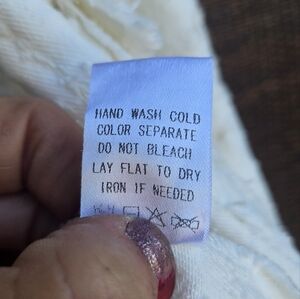 HAND WASH COLD
COLOR SEPARATE
DO NOT BLEACH
LAY FLAT TO DRY
IRON IF NEEDED